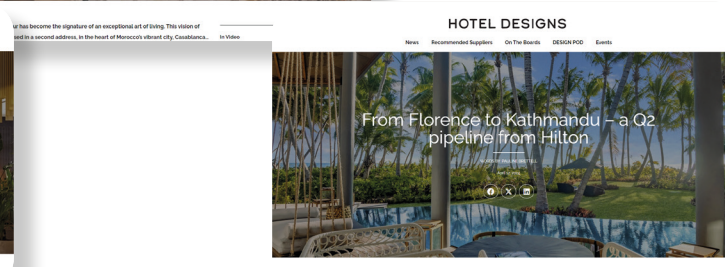 ur has become the signature of an exceptional art of living. This vision of
sed in a second address, in the heart of Morocco's vibrant city, Casablanca...
In Video
HOTEL DESIGNS
News Recommended Suppliers On The Boards DESIGN POD Events
From Florence to Kathmandu – a Q2
pipeline from Hilton